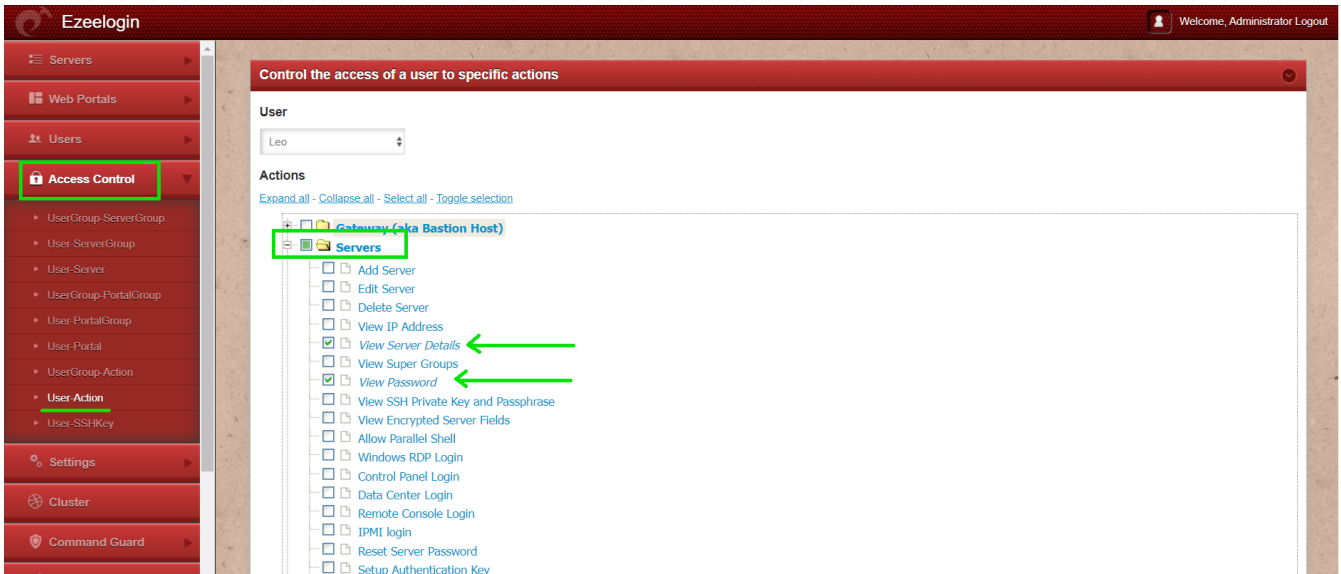 Ezeelogin
Welcome, Administrator Logout
Servers
Web Portals
Users
Access Control
UserGroup-ServerGroup
User-ServerGroup
User-Server
UserGroup-PortalGroup
User-PortalGroup
User-Portal
UserGroup-Action
User-Action
User-SSHKey
Settings
Cluster
Command Guard
Control the access of a user to specific actions
User
Leo
Actions
Expand all - Collapse all - Select all - Toggle selection
Gateway (aka Bastion Host)
Servers
Add Server
Edit Server
Delete Server
View IP Address
View Server Details
View Super Groups
View Password
View SSH Private Key and Passphrase
View Encrypted Server Fields
Allow Parallel Shell
Windows RDP Login
Control Panel Login
Data Center Login
Remote Console Login
IPMI login
Reset Server Password
Setup Authentication Key